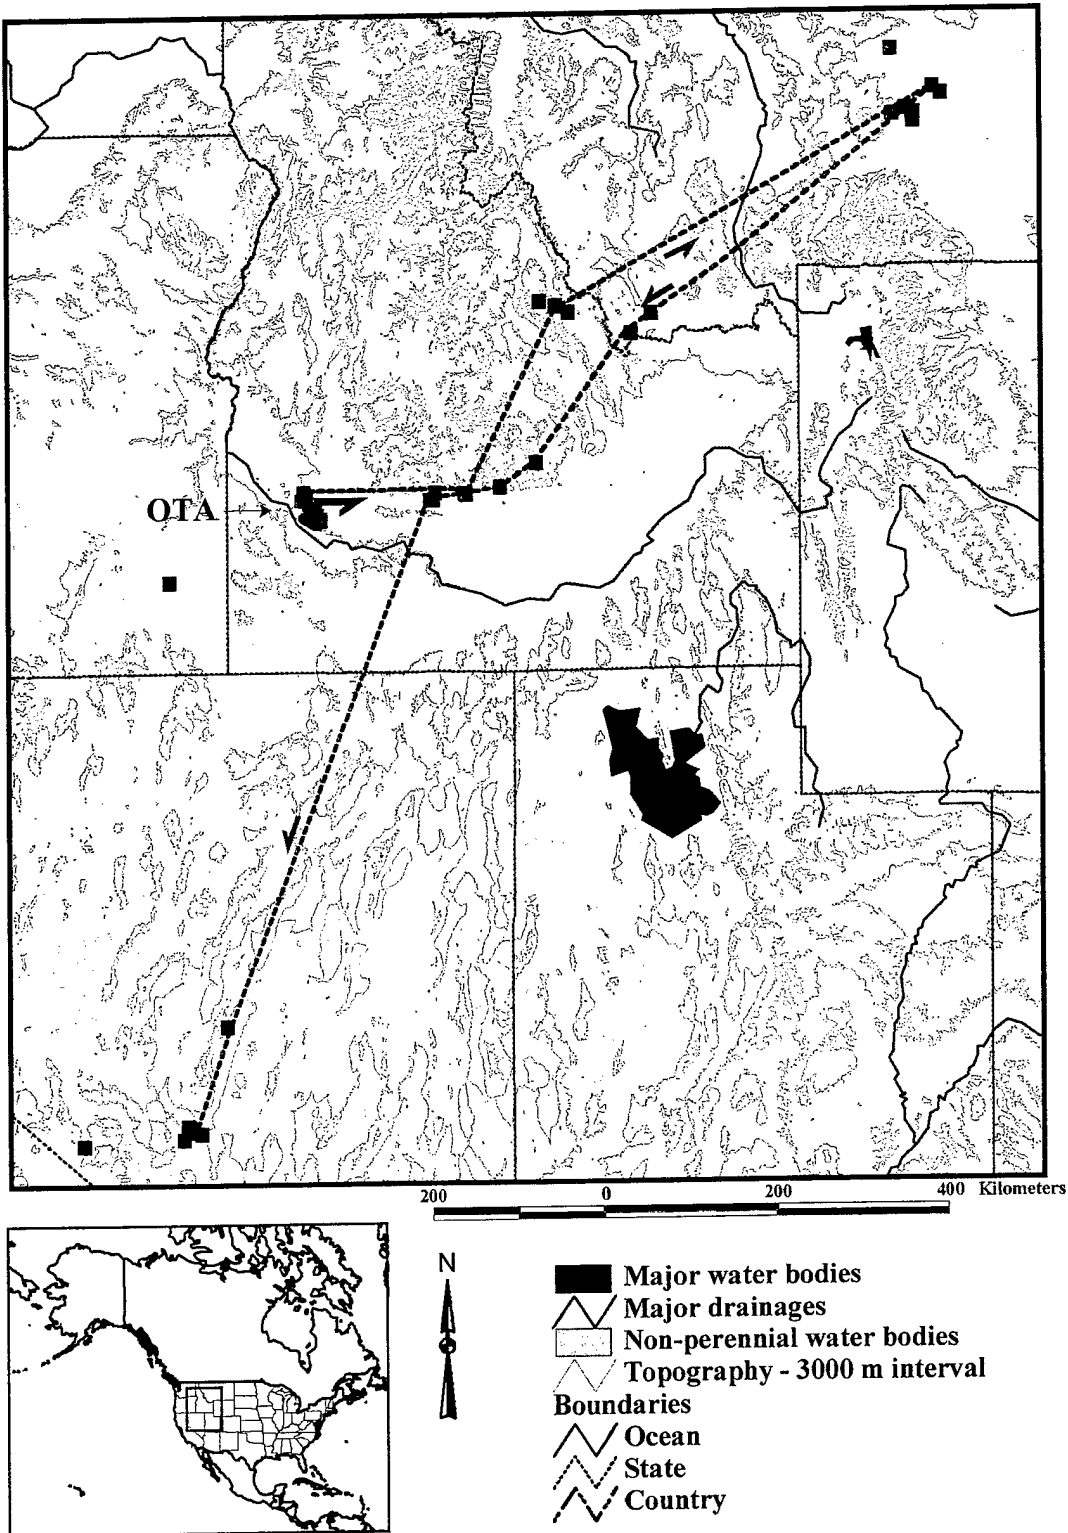 OTA
200 0 200 400 Kilometers
N
Major water bodies
Major drainages
Non-perennial water bodies
Topography - 3000 m interval
Boundaries
Ocean
State
Country